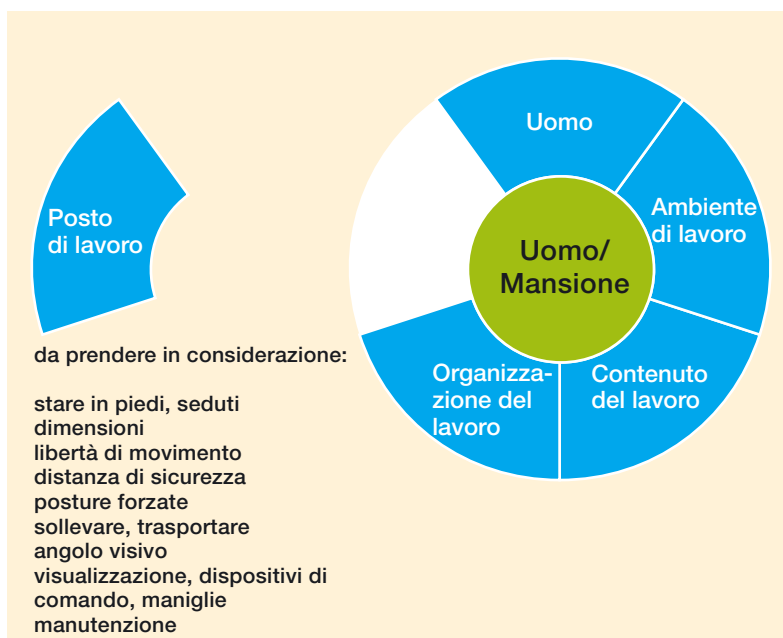 Posto
di lavoro
da prendere in considerazione:
stare in piedi, seduti
dimensioni
libertà di movimento
distanza di sicurezza
posture forzate
sollevare, trasportare
angolo visivo
visualizzazione, dispositivi di
comando, maniglie
manutenzione
Uomo
Ambiente
di lavoro
Uomo/
Mansione
Organizza-
zione del
lavoro
Contenuto
del lavoro